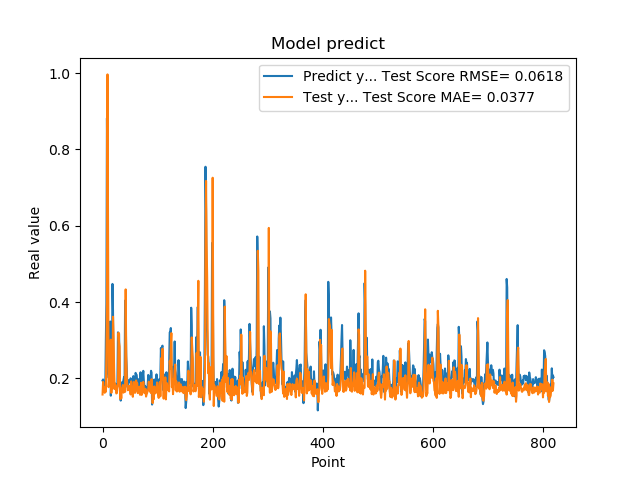 Model predict
Predict y... Test Score RMSE= 0.0618
Test y... Test Score MAE= 0.0377
Real value
1.0
0.8
0.6
0.4
0.2
0
200
400
600
800
Point